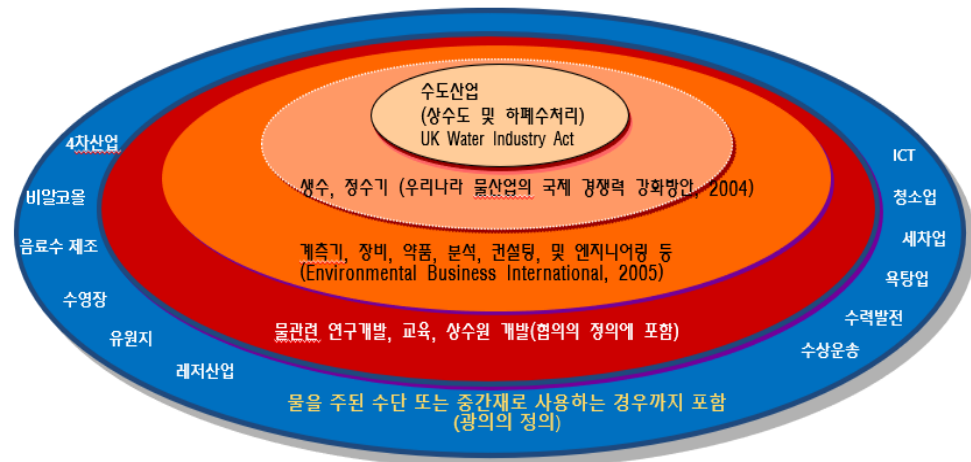 수도산업
(상수도 및 하폐수처리)
UK Water Industry Act
생수, 정수기 (우리나라 물산업의 국제 경쟁력 강화방안, 2004)
계측기, 장비, 약품, 분석, 컨설팅, 및 엔지니어링 등
(Environmental Business International, 2005)
물관련 연구개발, 교육, 상수원 개발(협의의 정의에 포함)
4차산업
비알코올
음료수 제조
수영장
유원지
레저산업
ICT
청소업
세차업
욕탕업
수력발전
수상운송
물을 주된 수단 또는 중간재로 사용하는 경우까지 포함
(광의의 정의)